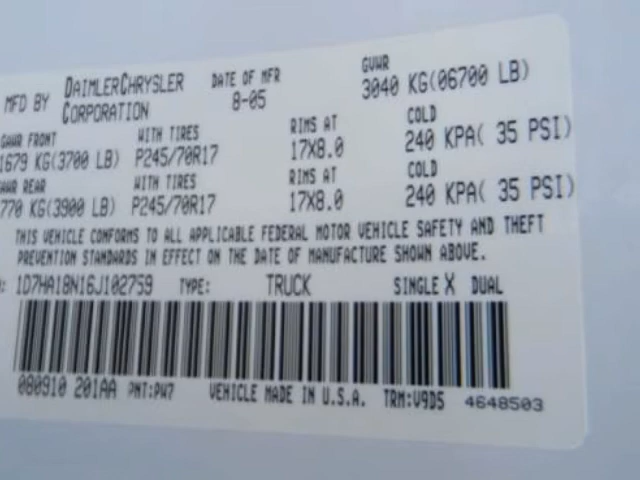 MFD BY DAIMLERCHRYSLER CORPORATION DATE OF MFR 8-05 GVWR 3040 KG(06700 LB)
GAWR FRONT WITH TIRES RIMS AT COLD
1679 KG(3700 LB) P245/70R17 17X8.0 240 KPA( 35 PSI)
GAWR REAR WITH TIRES RIMS AT COLD
770 KG(3900 LB) P245/70R17 17X8.0 240 KPA( 35 PSI)
THIS VEHICLE CONFORMS TO ALL APPLICABLE FEDERAL MOTOR VEHICLE SAFETY AND THEFT
PREVENTION STANDARDS IN EFFECT ON THE DATE OF MANUFACTURE SHOWN ABOVE.
: 1D7HA18N16J102759 TYPE: TRUCK SINGLE X DUAL
080910 201AA PNT:PW7 VEHICLE MADE IN U.S.A. TRM:V9D5 4648503